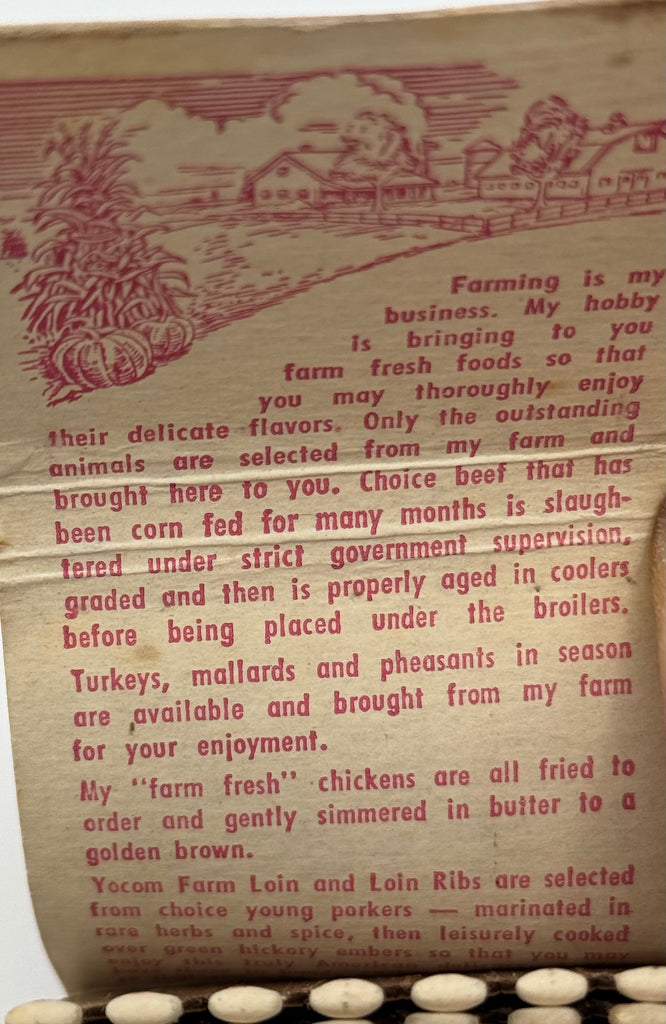 Farming is my
business. My hobby
is bringing to you
farm fresh foods so that
you may thoroughly enjoy
their delicate flavors. Only the outstanding
animals are selected from my farm and
brought here to you. Choice beef that has
been corn fed for many months is slaugh-
tered under strict government supervision,
graded and then is properly aged in coolers
before being placed under the broilers.
Turkeys, mallards and pheasants in season
are available and brought from my farm
for your enjoyment.
My "farm fresh" chickens are all fried to
order and gently simmered in butter to a
golden brown.
Yocom Farm Loin and Loin Ribs are selected
from choice young porkers — marinated in
rare herbs and spice, then leisurely cooked
over green hickory embers so that you may
enjoy this truly American